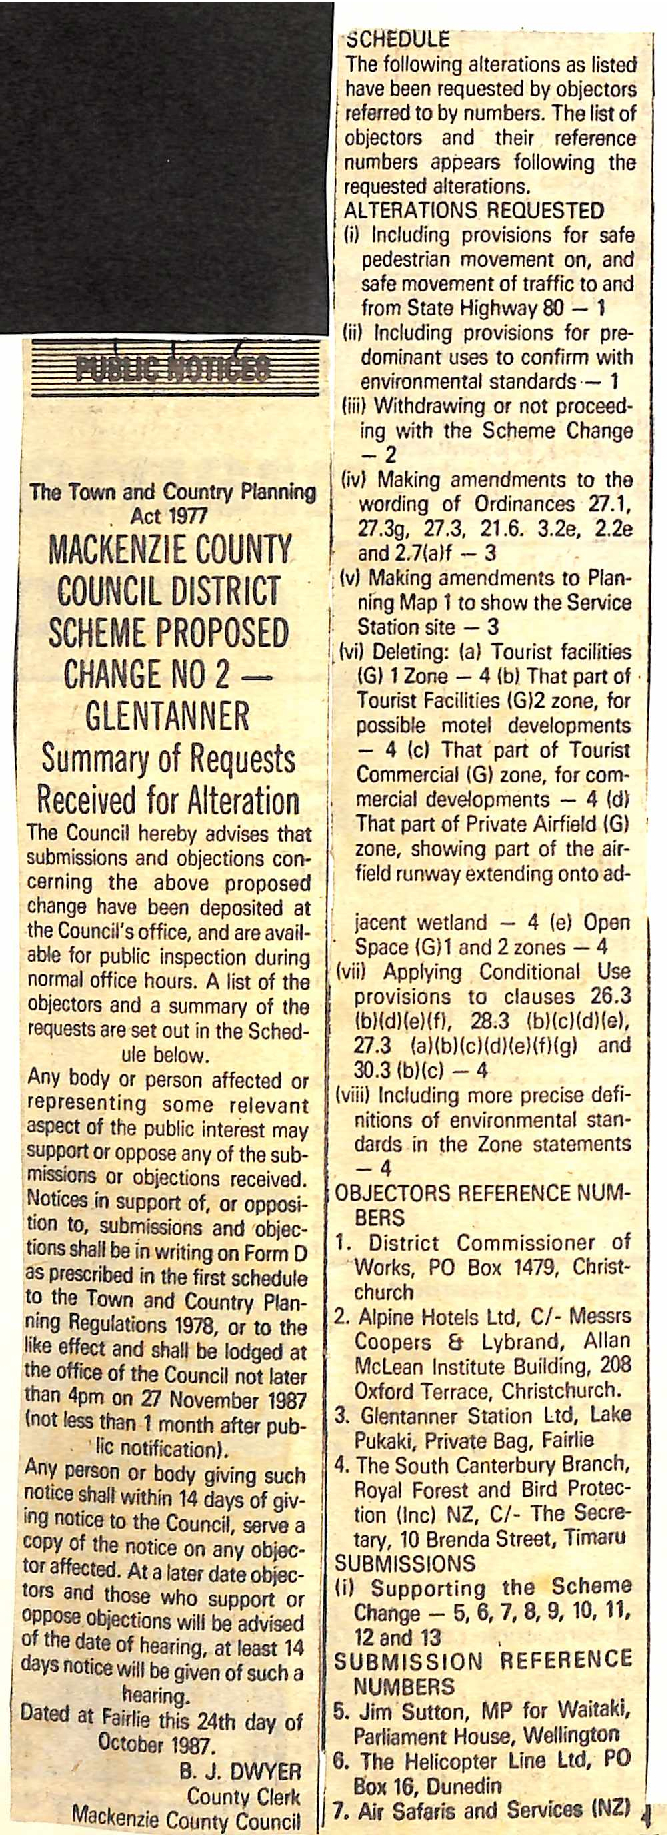 PUBLIC NOTICES
The Town and Country Planning
Act 1977
MACKENZIE COUNTY
COUNCIL DISTRICT
SCHEME PROPOSED
CHANGE NO 2 —
GLENTANNER
Summary of Requests
Received for Alteration
The Council hereby advises that
submissions and objections con-
cerning the above proposed
change have been deposited at
the Council's office, and are avail-
able for public inspection during
normal office hours. A list of the
objectors and a summary of the
requests are set out in the Sched-
ule below.
Any body or person affected or
representing some relevant
aspect of the public interest may
support or oppose any of the sub-
missions or objections received.
Notices in support of, or opposi-
tion to, submissions and objec-
tions shall be in writing on Form D
as prescribed in the first schedule
to the Town and Country Plan-
ning Regulations 1978, or to the
like effect and shall be lodged at
the office of the Council not later
than 4pm on 27 November 1987
(not less than 1 month after pub-
lic notification).
Any person or body giving such
notice shall within 14 days of giv-
ing notice to the Council, serve a
copy of the notice on any objec-
tor affected. At a later date objec-
tors and those who support or
oppose objections will be advised
of the date of hearing, at least 14
days notice will be given of such a
hearing.
Dated at Fairlie this 24th day of
October 1987.
B. J. DWYER
County Clerk
Mackenzie County Council
SCHEDULE
The following alterations as listed
have been requested by objectors
referred to by numbers. The list of
objectors and their reference
numbers appears following the
requested alterations.
ALTERATIONS REQUESTED
(i) Including provisions for safe
pedestrian movement on, and
safe movement of traffic to and
from State Highway 80 — 1
(ii) Including provisions for pre-
dominant uses to confirm with
environmental standards — 1
(iii) Withdrawing or not proceed-
ing with the Scheme Change
— 2
(iv) Making amendments to the
wording of Ordinances 27.1,
27.3g, 27.3, 21.6. 3.2e, 2.2e
and 2.7(a)f — 3
(v) Making amendments to Plan-
ning Map 1 to show the Service
Station site — 3
(vi) Deleting: (a) Tourist facilities
(G) 1 Zone — 4 (b) That part of
Tourist Facilities (G)2 zone, for
possible motel developments
— 4 (c) That part of Tourist
Commercial (G) zone, for com-
mercial developments — 4 (d)
That part of Private Airfield (G)
zone, showing part of the air-
field runway extending onto ad-
jacent wetland — 4 (e) Open
Space (G)1 and 2 zones — 4
(vii) Applying Conditional Use
provisions to clauses 26.3
(b)(d)(e)(f), 28.3 (b)(c)(d)(e),
27.3 (a)(b)(c)(d)(e)(f)(g) and
30.3 (b)(c) — 4
(viii) Including more precise defi-
nitions of environmental stan-
dards in the Zone statements
— 4
OBJECTORS REFERENCE NUM-
BERS
1. District Commissioner of
Works, PO Box 1479, Christ-
church
2. Alpine Hotels Ltd, C/- Messrs
Coopers & Lybrand, Allan
McLean Institute Building, 208
Oxford Terrace, Christchurch.
3. Glentanner Station Ltd, Lake
Pukaki, Private Bag, Fairlie
4. The South Canterbury Branch,
Royal Forest and Bird Protec-
tion (Inc) NZ, C/- The Secre-
tary, 10 Brenda Street, Timaru
SUBMISSIONS
(i) Supporting the Scheme
Change — 5, 6, 7, 8, 9, 10, 11,
12 and 13
SUBMISSION REFERENCE
NUMBERS
5. Jim Sutton, MP for Waitaki,
Parliament House, Wellington
6. The Helicopter Line Ltd, PO
Box 16, Dunedin
7. Air Safaris and Services (NZ)